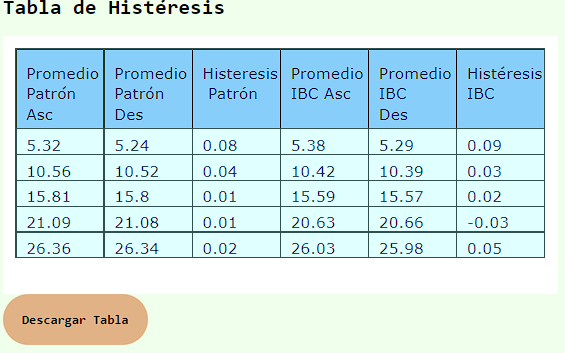 Tabla de Histéresis
Promedio Patrón Asc Promedio Patrón Des Histeresis Patrón Promedio IBC Asc Promedio IBC Des Histéresis IBC
5.32 5.24 0.08 5.38 5.29 0.09
10.56 10.52 0.04 10.42 10.39 0.03
15.81 15.8 0.01 15.59 15.57 0.02
21.09 21.08 0.01 20.63 20.66 -0.03
26.36 26.34 0.02 26.03 25.98 0.05
Descargar Tabla